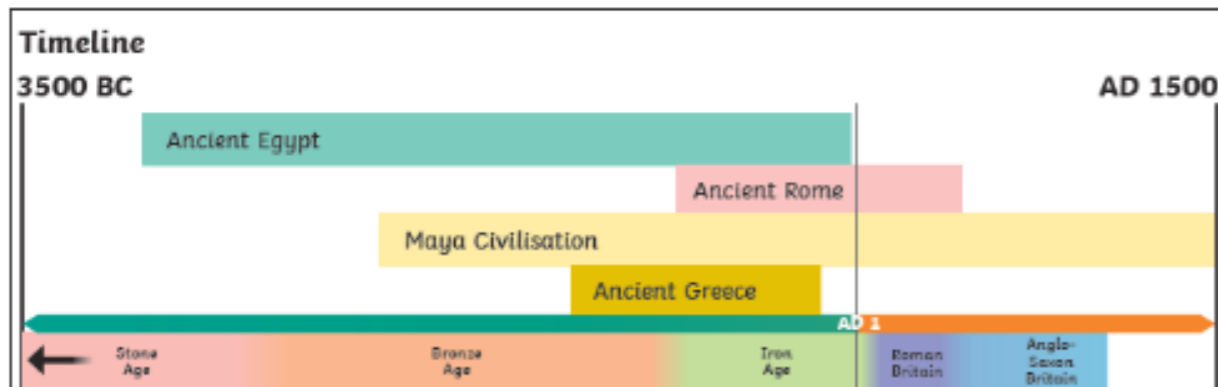 Timeline
3500 BC
AD 1500
Ancient Egypt
Ancient Rome
Maya Civilisation
Ancient Greece
AD 1
Stone
Age
Bronze
Age
Iron
Age
Roman
Britain
Anglo-
Saxon
Britain